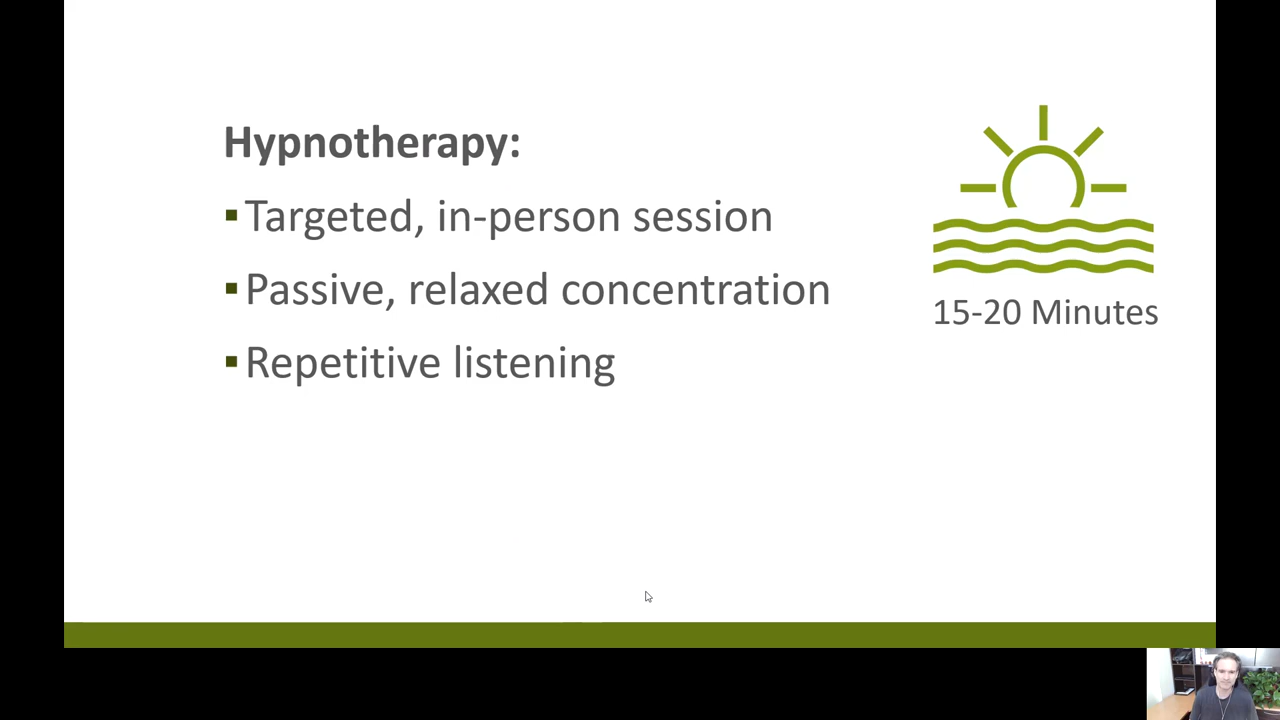 Hypnotherapy:
▪Targeted, in-person session
▪Passive, relaxed concentration
▪Repetitive listening
15-20 Minutes